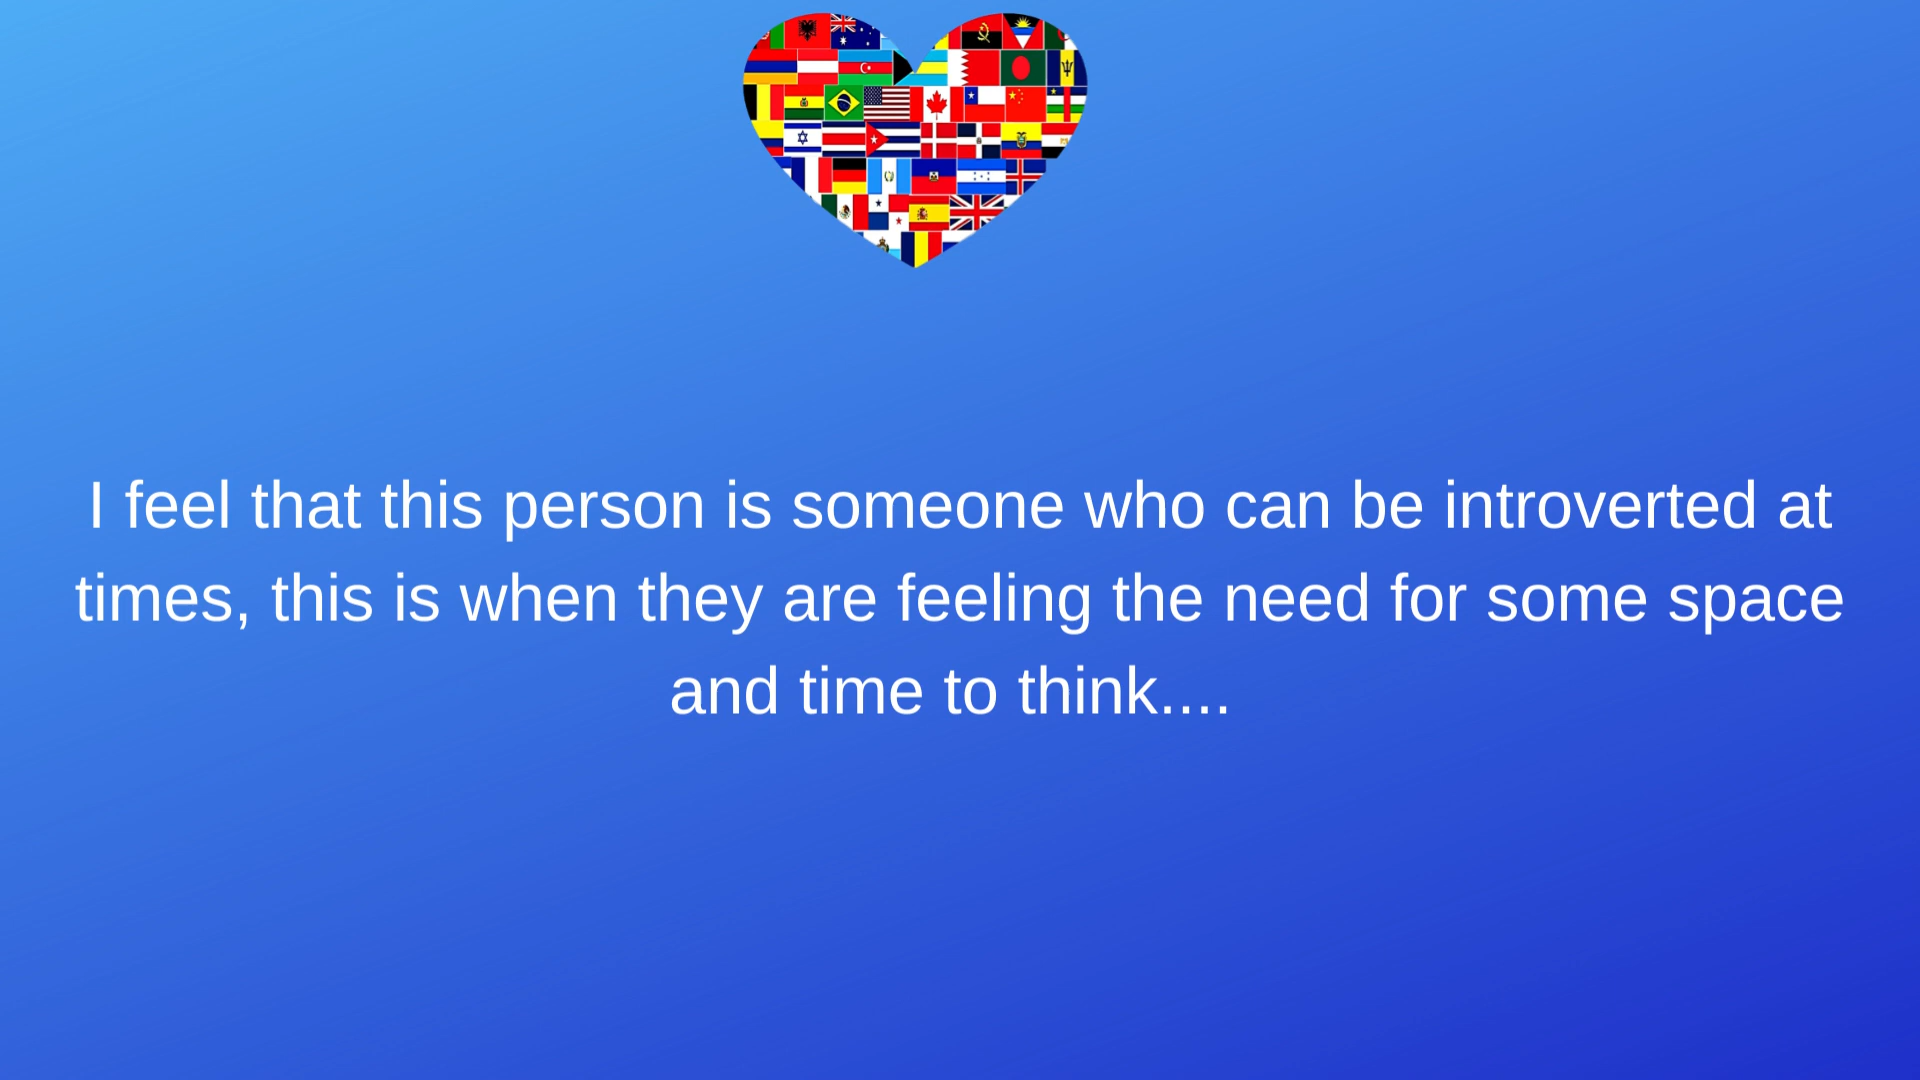 I feel that this person is someone who can be introverted at
times, this is when they are feeling the need for some space
and time to think....